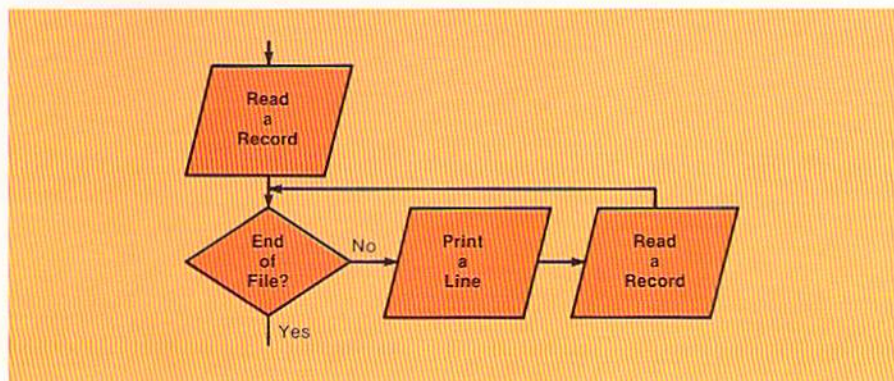 Read
a
Record
End
of
File?
No
Print
a
Line
Read
a
Record
Yes